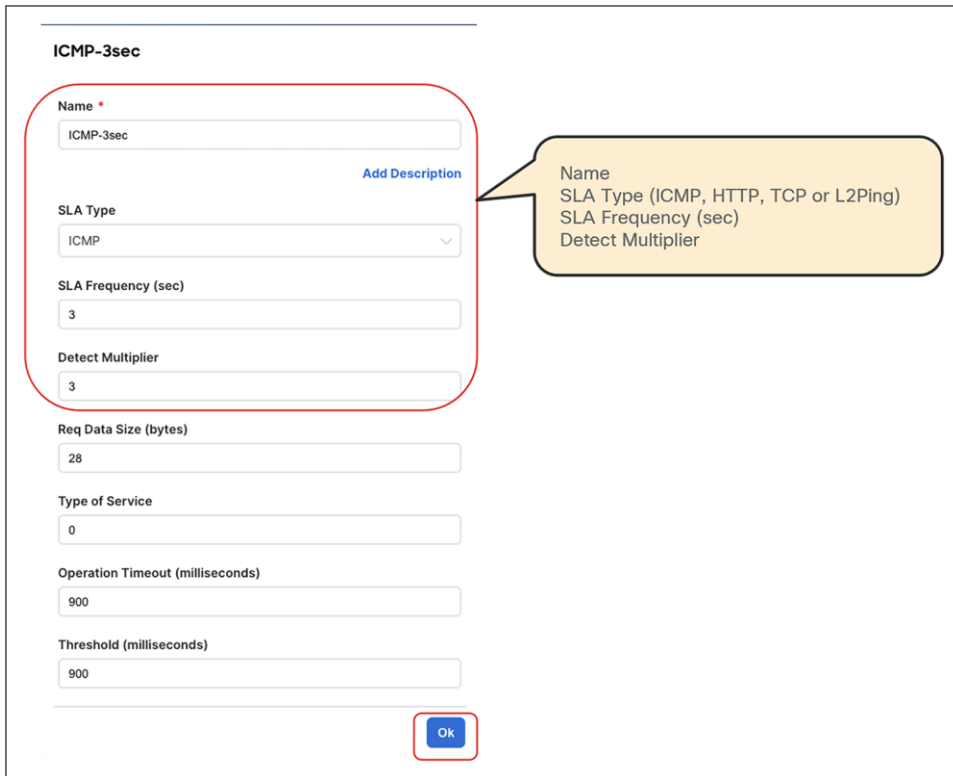 ICMP-3sec
Name *
ICMP-3sec
Add Description
SLA Type
ICMP
SLA Frequency (sec)
3
Detect Multiplier
3
Req Data Size (bytes)
28
Type of Service
0
Operation Timeout (milliseconds)
900
Threshold (milliseconds)
900
Ok
Name
SLA Type (ICMP, HTTP, TCP or L2Ping)
SLA Frequency (sec)
Detect Multiplier